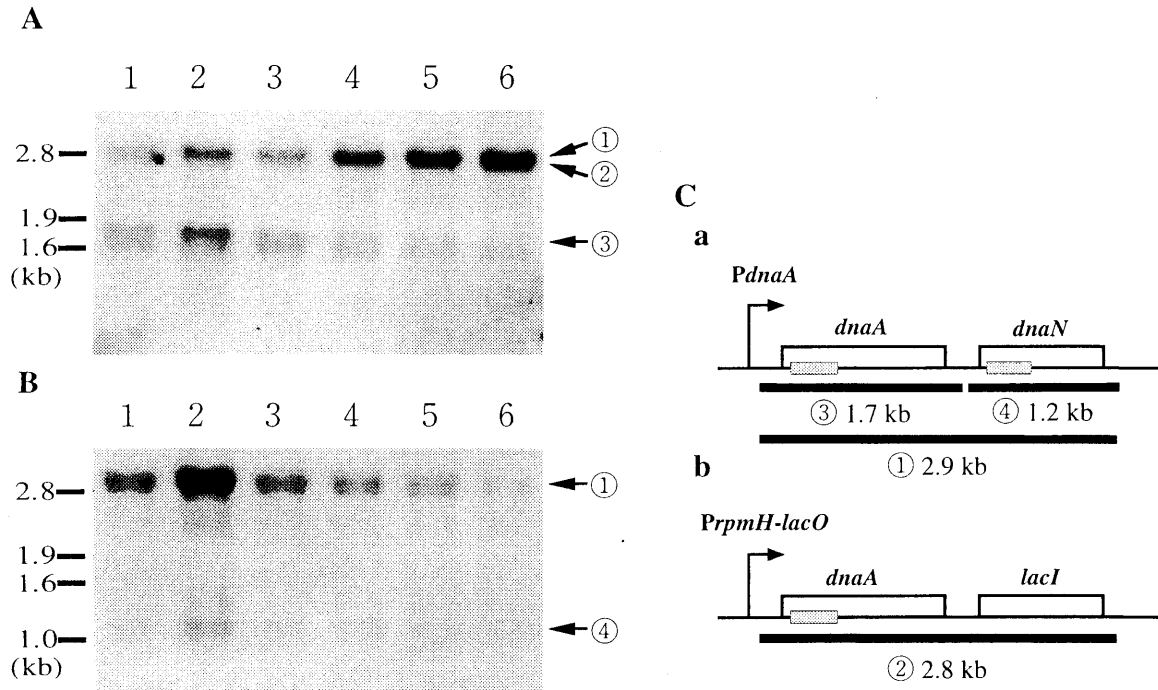 A
1 2 3 4 5 6
2.8
1.9
1.6
(kb)
①
②
③
B
1 2 3 4 5 6
2.8
1.9
1.6
1.0
(kb)
①
④
C
a
PdnaA
dnaA dnaN
③ 1.7 kb ④ 1.2 kb
① 2.9 kb
b
PrpmH-lacO
dnaA lacI
② 2.8 kb